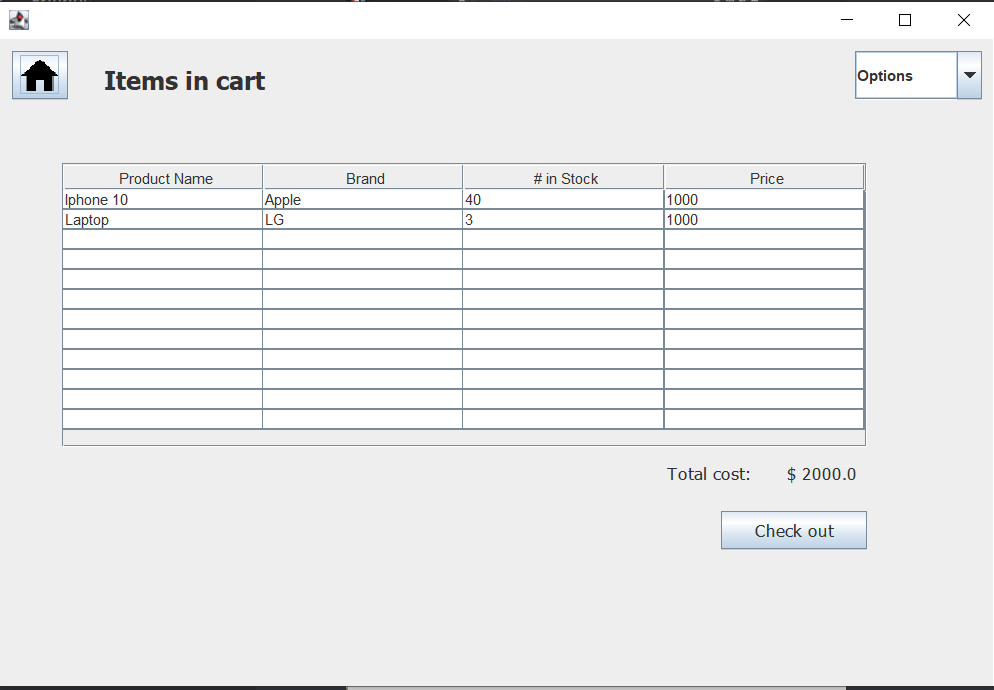 Items in cart
Options
Product Name Brand # in Stock Price
Iphone 10 Apple 40 1000
Laptop LG 3 1000
Total cost: $ 2000.0
Check out